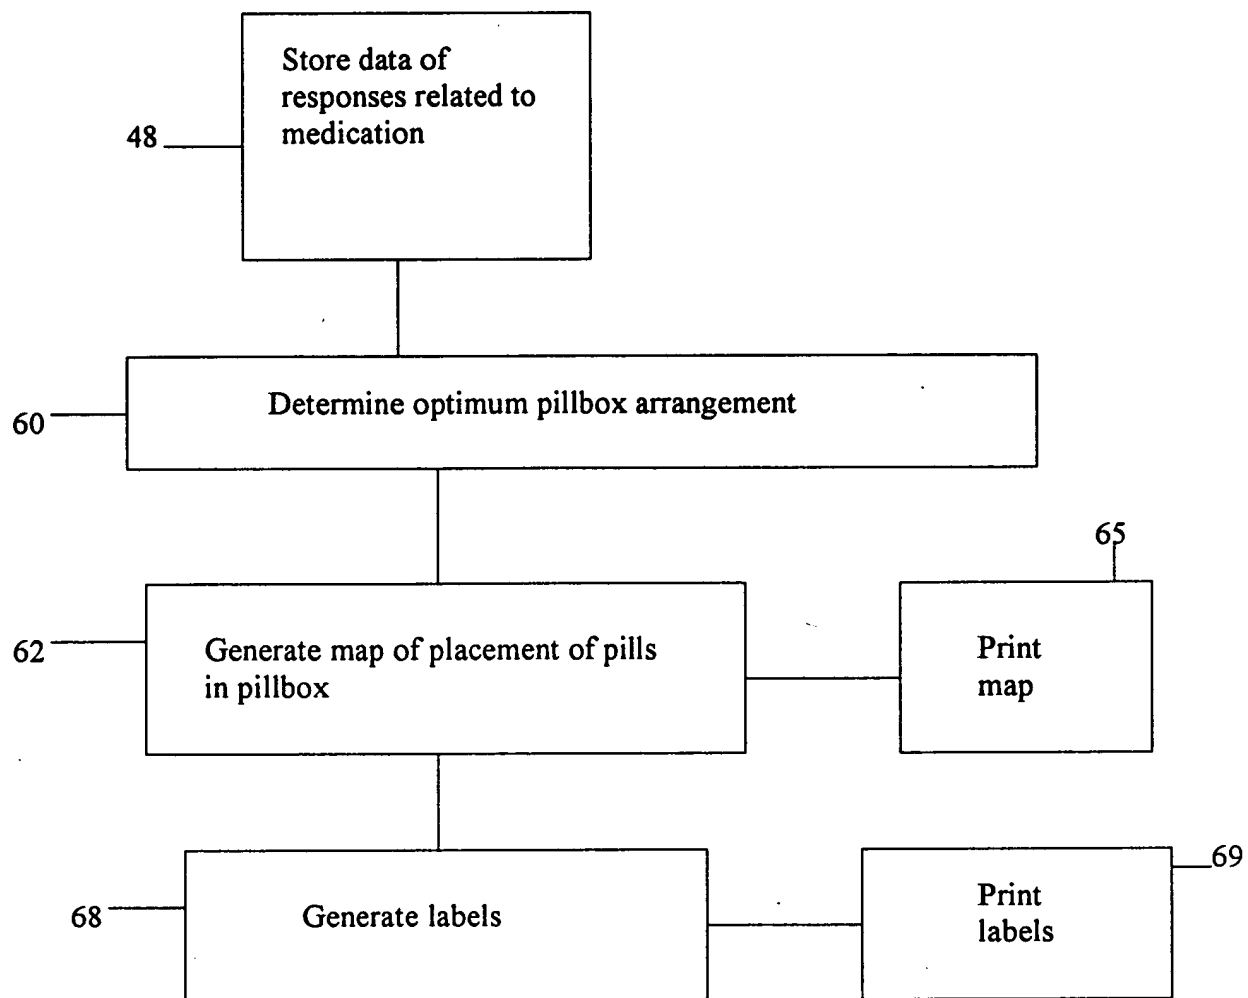 Store data of
responses related to
medication
48
Determine optimum pillbox arrangement
60
65
62
Generate map of placement of pills
in pillbox
Print
map
69
68
Generate labels
Print
labels